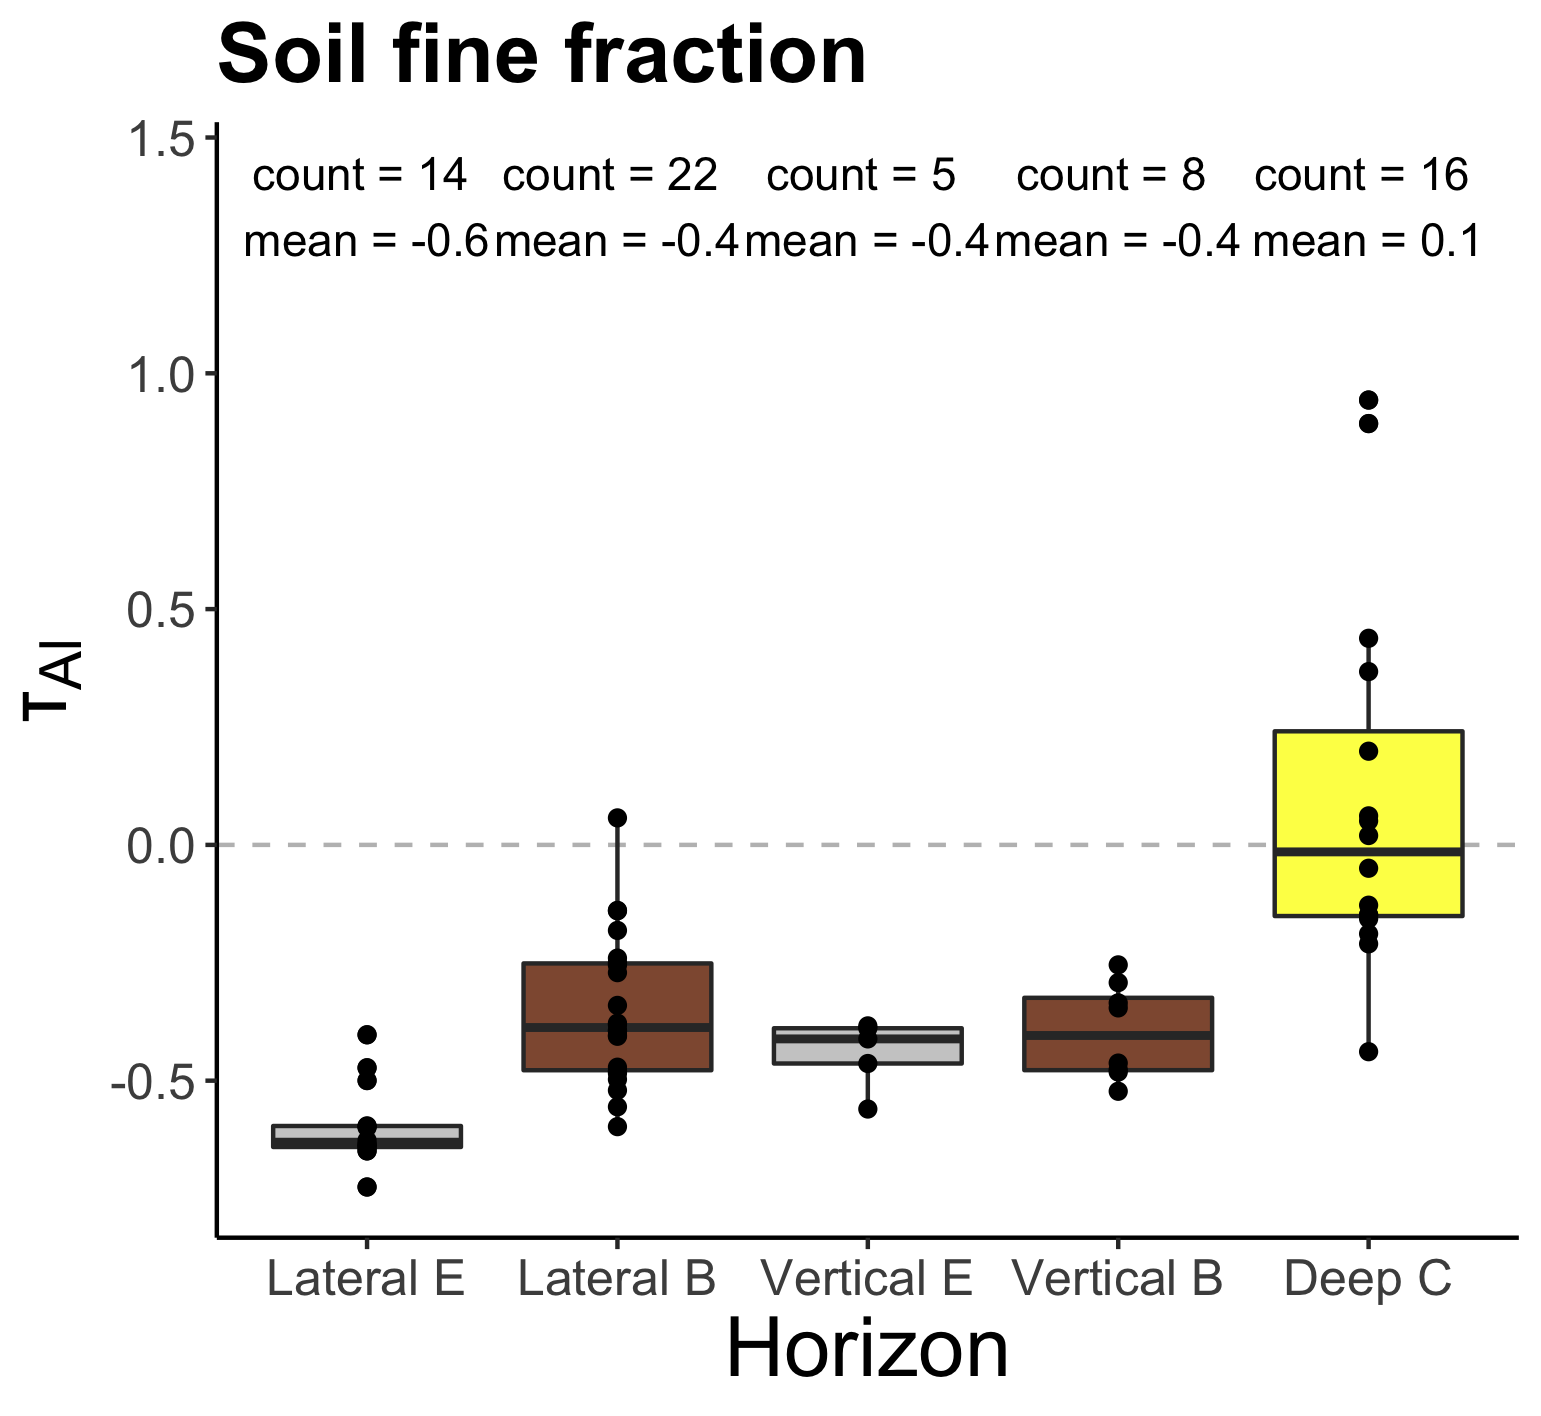 Soil fine fraction
1.5
count = 14 count = 22 count = 5 count = 8 count = 16
mean = -0.6 mean = -0.4 mean = -0.4 mean = -0.4 mean = 0.1
1.0
0.5
0.0
-0.5
τAl
Lateral E Lateral B Vertical E Vertical B Deep C
Horizon